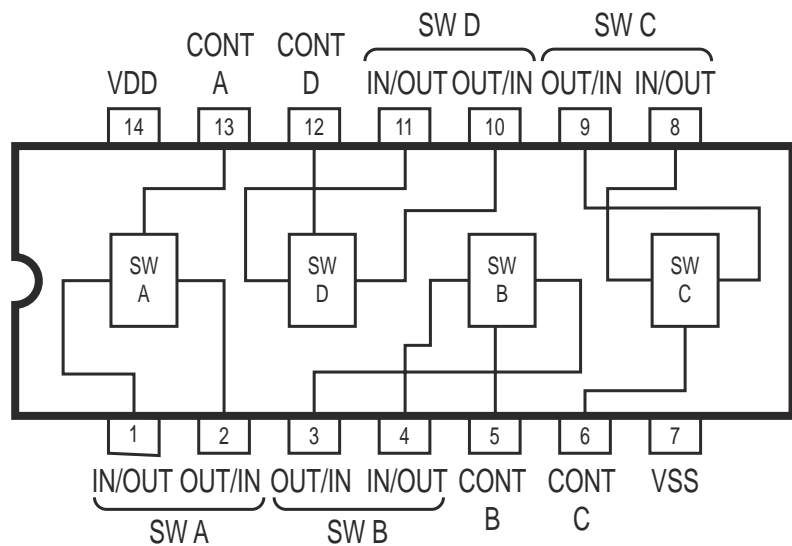 SW D SW C
CONT CONT
VDD A D IN/OUT OUT/IN OUT/IN IN/OUT
14 13 12 11 10 9 8
SW SW SW SW
A D B C
1 2 3 4 5 6 7
IN/OUT OUT/IN OUT/IN IN/OUT CONT CONT VSS
B C
SW A SW B